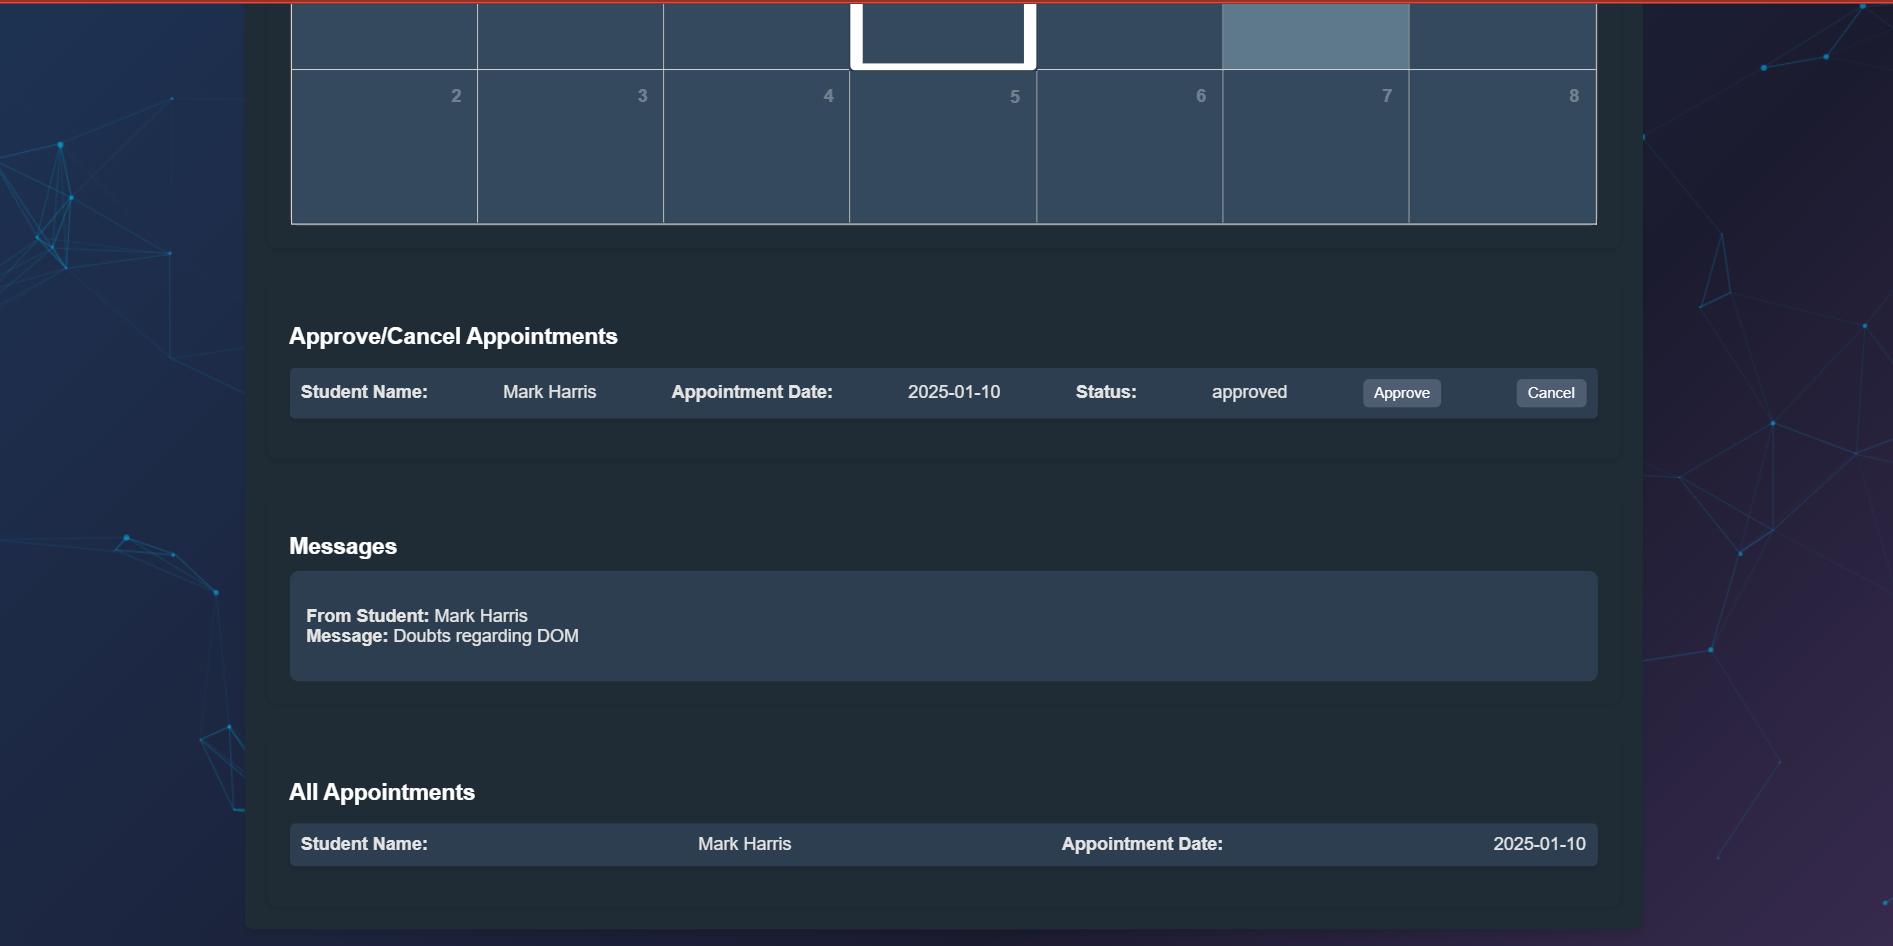 2 3 4 5 6 7 8
Approve/Cancel Appointments
Student Name: Mark Harris Appointment Date: 2025-01-10 Status: approved Approve Cancel
Messages
From Student: Mark Harris
Message: Doubts regarding DOM
All Appointments
Student Name: Mark Harris Appointment Date: 2025-01-10